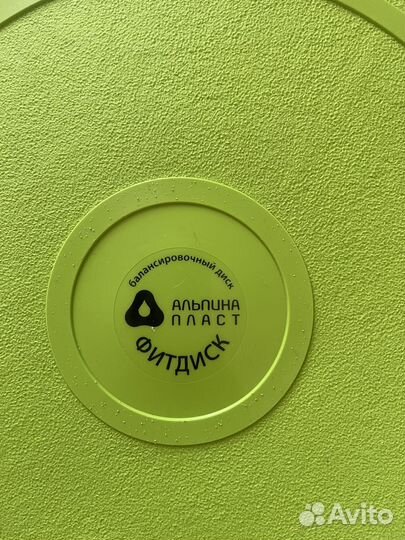 балансировочный диск
АЛЬПИНА
ПЛАСТ
ФИТДИСК
Avito